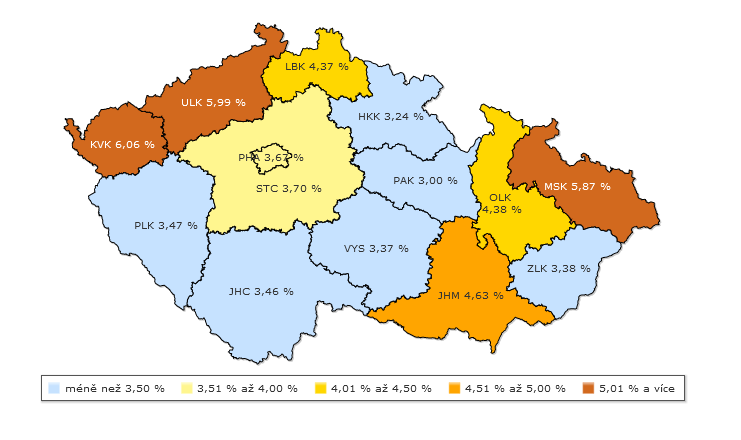 LBK 4,37 %
ULK 5,99 %
HKK 3,24 %
KVK 6,06 %
PHA 3,67 %
PAK 3,00 %
STC 3,70 %
MSK 5,87 %
OLK
4,38 %
PLK 3,47 %
VYS 3,37 %
ZLK 3,38 %
JHC 3,46 %
JHM 4,63 %
méně než 3,50 % 3,51 % až 4,00 % 4,01 % až 4,50 % 4,51 % až 5,00 % 5,01 % a více